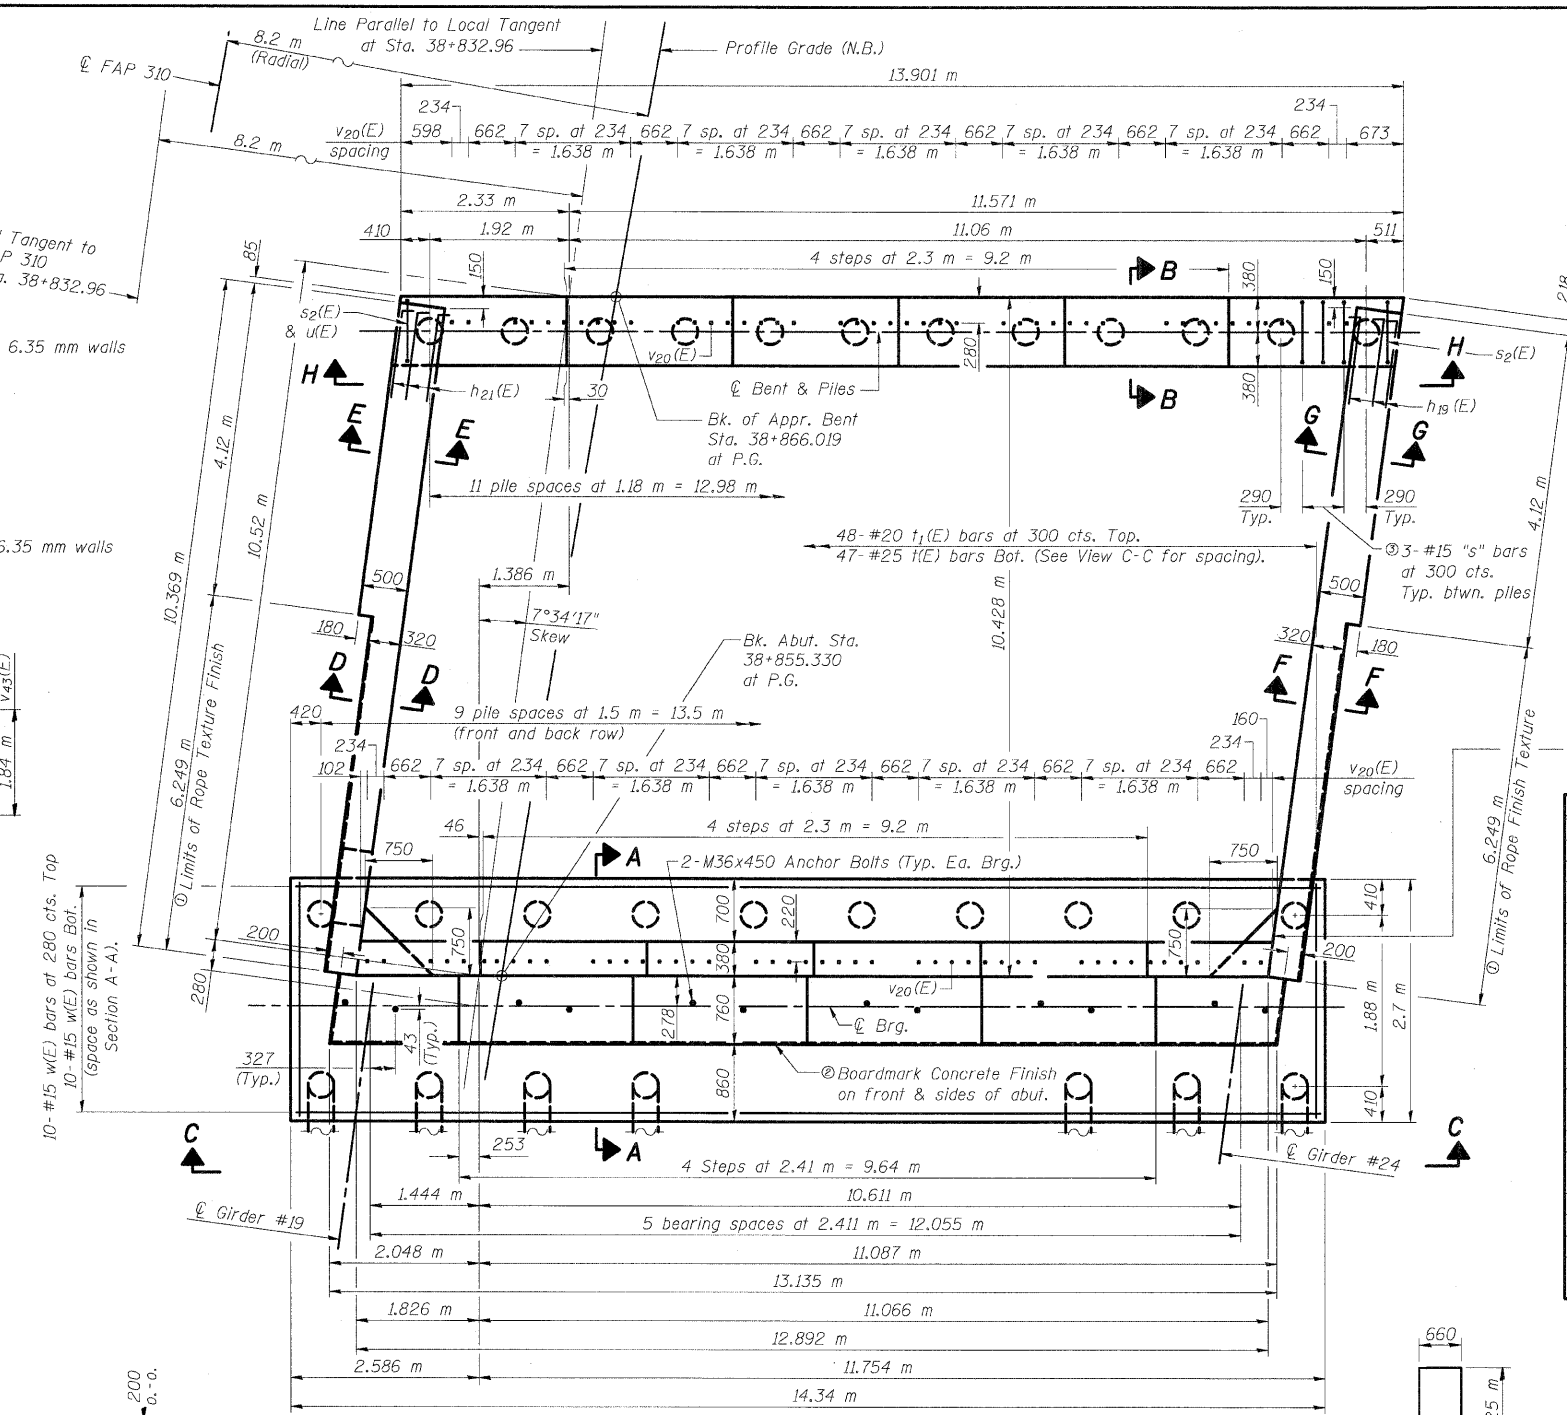 Line Parallel to Local Tangent
at Sta. 38+832.96
Profile Grade (N.B.)
8.2 m
(Radial)
℄ FAP 310
13.901 m
234
234
v20(E)
spacing
598
662
7 sp. at 234
= 1.638 m
662
7 sp. at 234
= 1.638 m
662
7 sp. at 234
= 1.638 m
662
7 sp. at 234
= 1.638 m
662
7 sp. at 234
= 1.638 m
662
673
8.2 m
2.33 m
11.571 m
410
1.92 m
11.06 m
511
4 steps at 2.3 m = 9.2 m
Tangent to
P 310
a. 38+832.96
85
150
B
380
150
218
s2(E)
& u(E)
6.35 mm walls
v20(E)
280
H
h21(E)
30
℄ Bent & Piles
380
B
H
s2(E)
h19(E)
E
E
Bk. of Appr. Bent
Sta. 38+866.019
at P.G.
G
G
4.12 m
10.52 m
10.369 m
11 pile spaces at 1.18 m = 12.98 m
290
Typ.
290
Typ.
4.12 m
6.35 mm walls
48-#20 t1(E) bars at 300 cts. Top.
47-#25 t(E) bars Bot. (See View C-C for spacing).
③3-#15 "s" bars
at 300 cts.
Typ. btwn. piles
500
1.386 m
10.428 m
500
7°34'17"
Skew
180
320
Bk. Abut. Sta.
38+855.330
at P.G.
320
180
D
D
F
F
v43(E)
1.84 m
6.249 m
① Limits of Rope Texture Finish
420
9 pile spaces at 1.5 m = 13.5 m
(front and back row)
160
234
234
102
662
7 sp. at 234
= 1.638 m
662
7 sp. at 234
= 1.638 m
662
7 sp. at 234
= 1.638 m
662
7 sp. at 234
= 1.638 m
662
7 sp. at 234
= 1.638 m
662
v20(E)
spacing
46
4 steps at 2.3 m = 9.2 m
6.249 m
① Limits of Rope Finish Texture
750
A
2-M36x450 Anchor Bolts (Typ. Ea. Brg.)
750
10-#15 w(E) bars at 280 cts. Top
10-#15 w(E) bars Bot.
(space as shown in
Section A-A).
700
220
410
200
750
380
750
200
280
v20(E)
760
278
℄ Brg.
1.88 m
2.7 m
43
(Typ.)
327
(Typ.)
860
②Boardmark Concrete Finish
on front & sides of abut.
410
C
253
A
C
4 Steps at 2.41 m = 9.64 m
℄ Girder #24
1.444 m
10.611 m
℄ Girder #19
5 bearing spaces at 2.411 m = 12.055 m
2.048 m
11.087 m
13.135 m
1.826 m
11.066 m
12.892 m
660
2.586 m
11.754 m
14.34 m
200
o.-o.
25 m